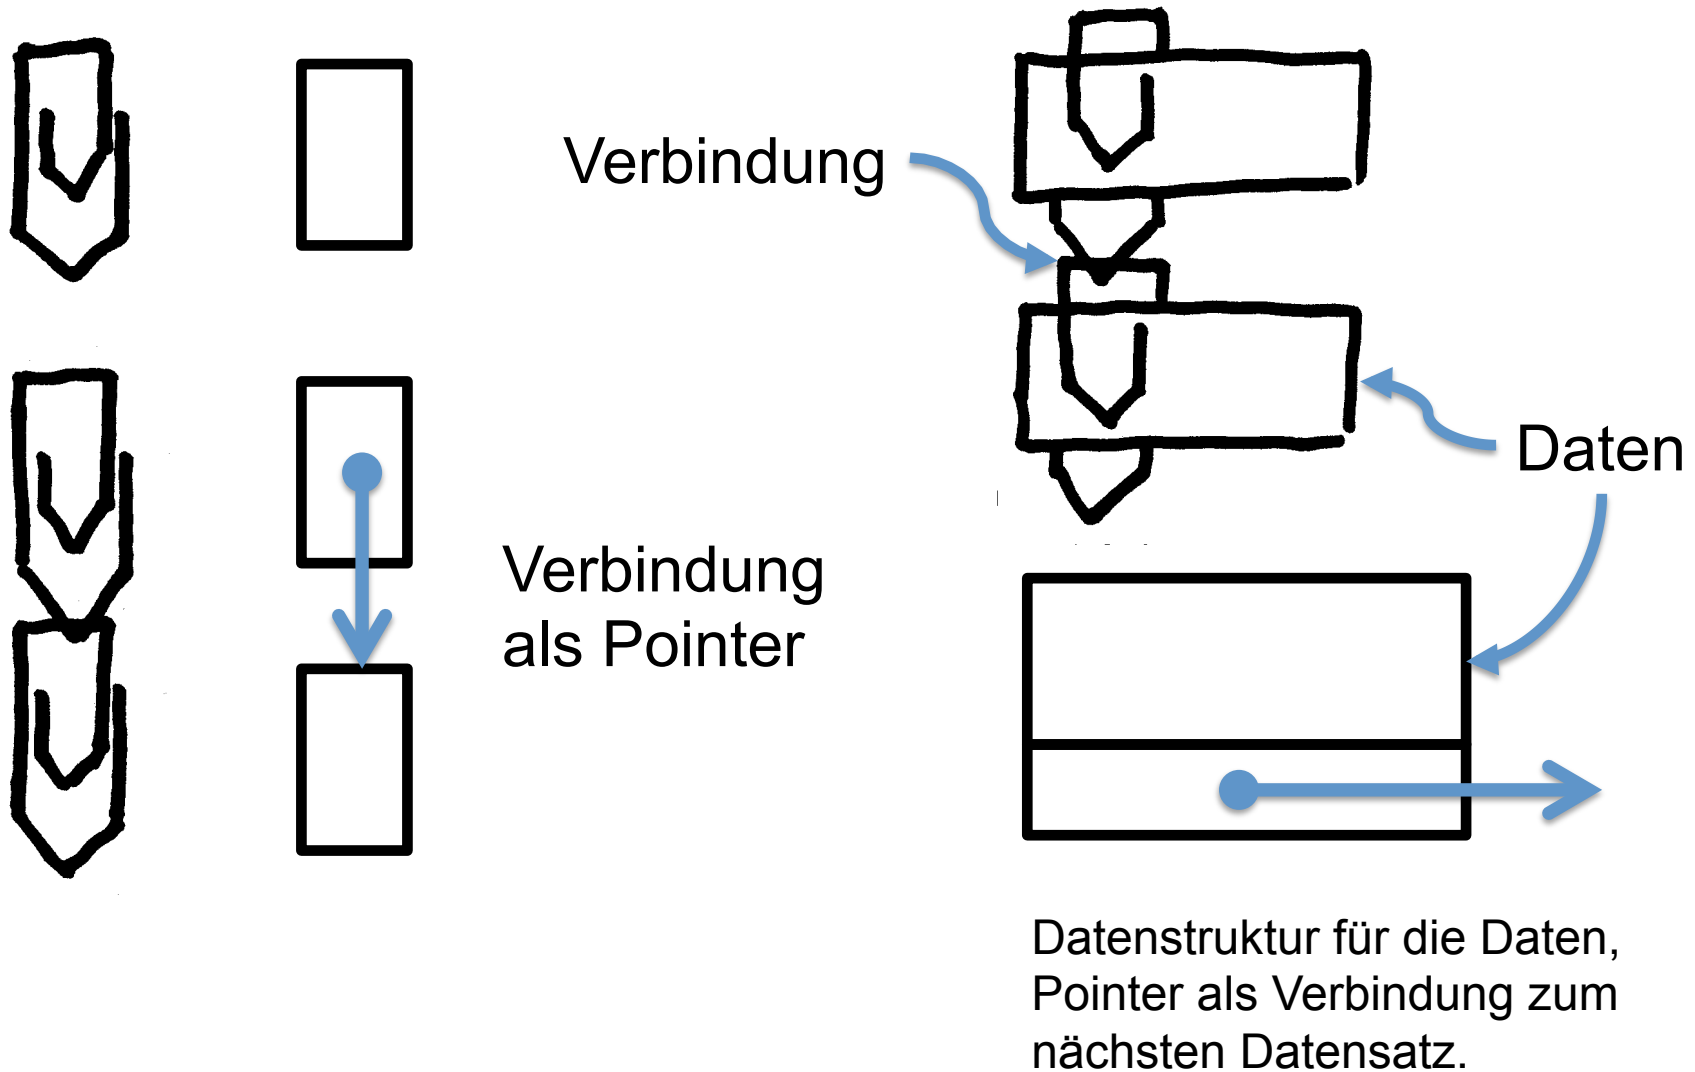 Verbindung
Daten
Verbindung
als Pointer
Datenstruktur für die Daten,
Pointer als Verbindung zum
nächsten Datensatz.